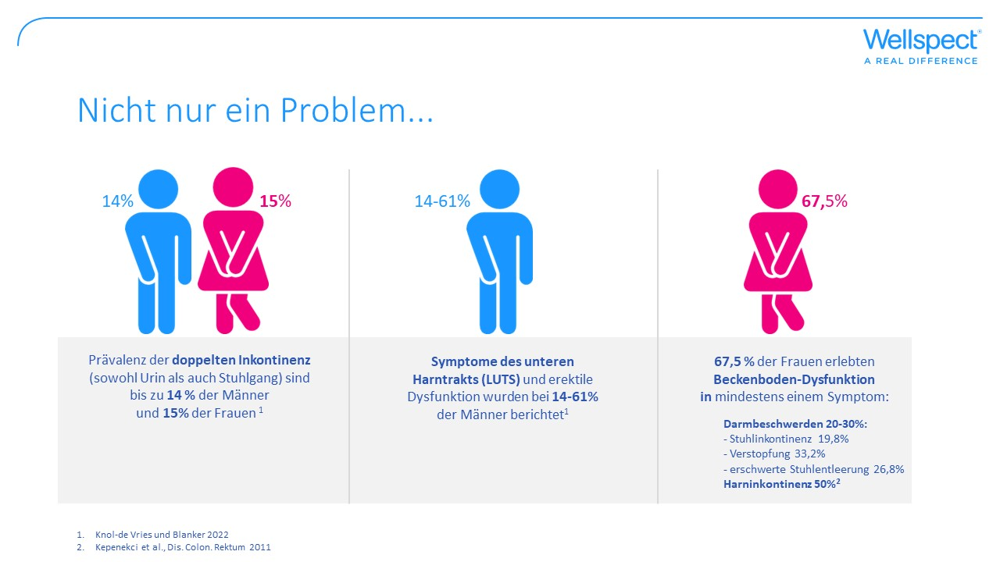 Wellspect®
A REAL DIFFERENCE
Nicht nur ein Problem...
14%
15%
14-61%
67,5%
Prävalenz der doppelten Inkontinenz
(sowohl Urin als auch Stuhlgang) sind
bis zu 14 % der Männer
und 15% der Frauen 1
Symptome des unteren
Harntrakts (LUTS) und erektile
Dysfunktion wurden bei 14-61%
der Männer berichtet1
67,5 % der Frauen erlebten
Beckenboden-Dysfunktion
in mindestens einem Symptom:
Darmbeschwerden 20-30%:
- Stuhlinkontinenz 19,8%
- Verstopfung 33,2%
- erschwerte Stuhlentleerung 26,8%
Harninkontinenz 50%2
1. Knol-de Vries und Blanker 2022
2. Kepenekci et al., Dis. Colon. Rektum 2011